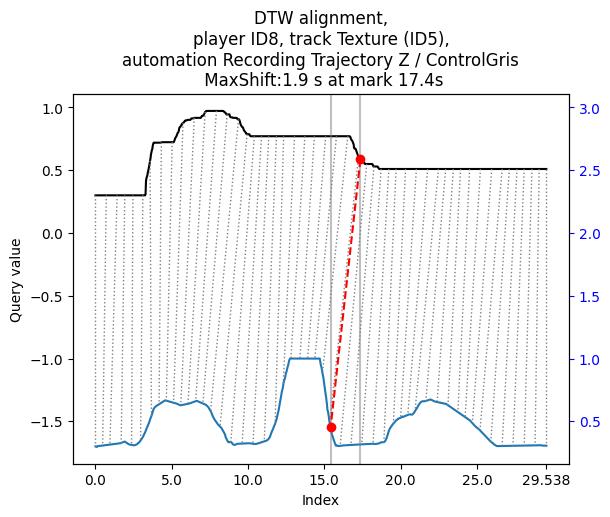 DTW alignment,
player ID8, track Texture (ID5),
automation Recording Trajectory Z / ControlGris
MaxShift:1.9 s at mark 17.4s
1.0
0.5
0.0
−0.5
−1.0
−1.5
Query value
3.0
2.5
2.0
1.5
1.0
0.5
0.0 5.0 10.0 15.0 20.0 25.0 29.538
Index